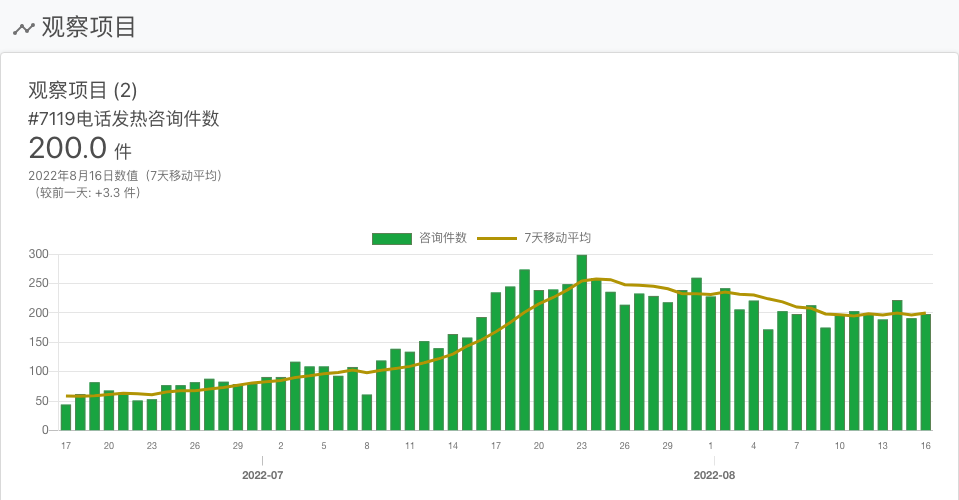 观察项目
观察项目 (2)
#7119电话发热咨询件数
200.0 件
2022年8月16日数值（7天移动平均）
（较前一天: +3.3 件）
咨询件数 7天移动平均
300
250
200
150
100
50
0
17 20 23 26 29 2 5 8 11 14 17 20 23 26 29 1 4 7 10 13 16
2022-07 2022-08